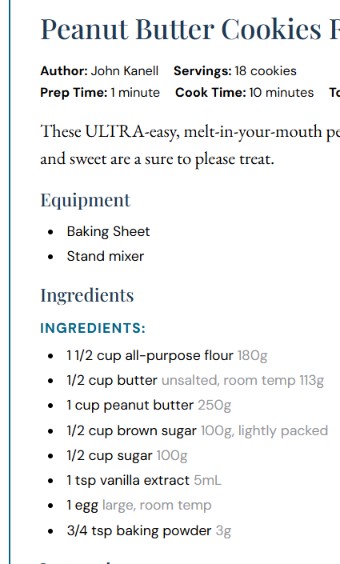 Peanut Butter Cookies
Author: John Kanell Servings: 18 cookies
Prep Time: 1 minute Cook Time: 10 minutes
These ULTRA-easy, melt-in-your-mouth
and sweet are a sure to please treat.
Equipment
• Baking Sheet
• Stand mixer
Ingredients
INGREDIENTS:
• 1 1/2 cup all-purpose flour 180g
• 1/2 cup butter unsalted, room temp 113g
• 1 cup peanut butter 250g
• 1/2 cup brown sugar 100g, lightly packed
• 1/2 cup sugar 100g
• 1 tsp vanilla extract 5mL
• 1 egg large, room temp
• 3/4 tsp baking powder 3g